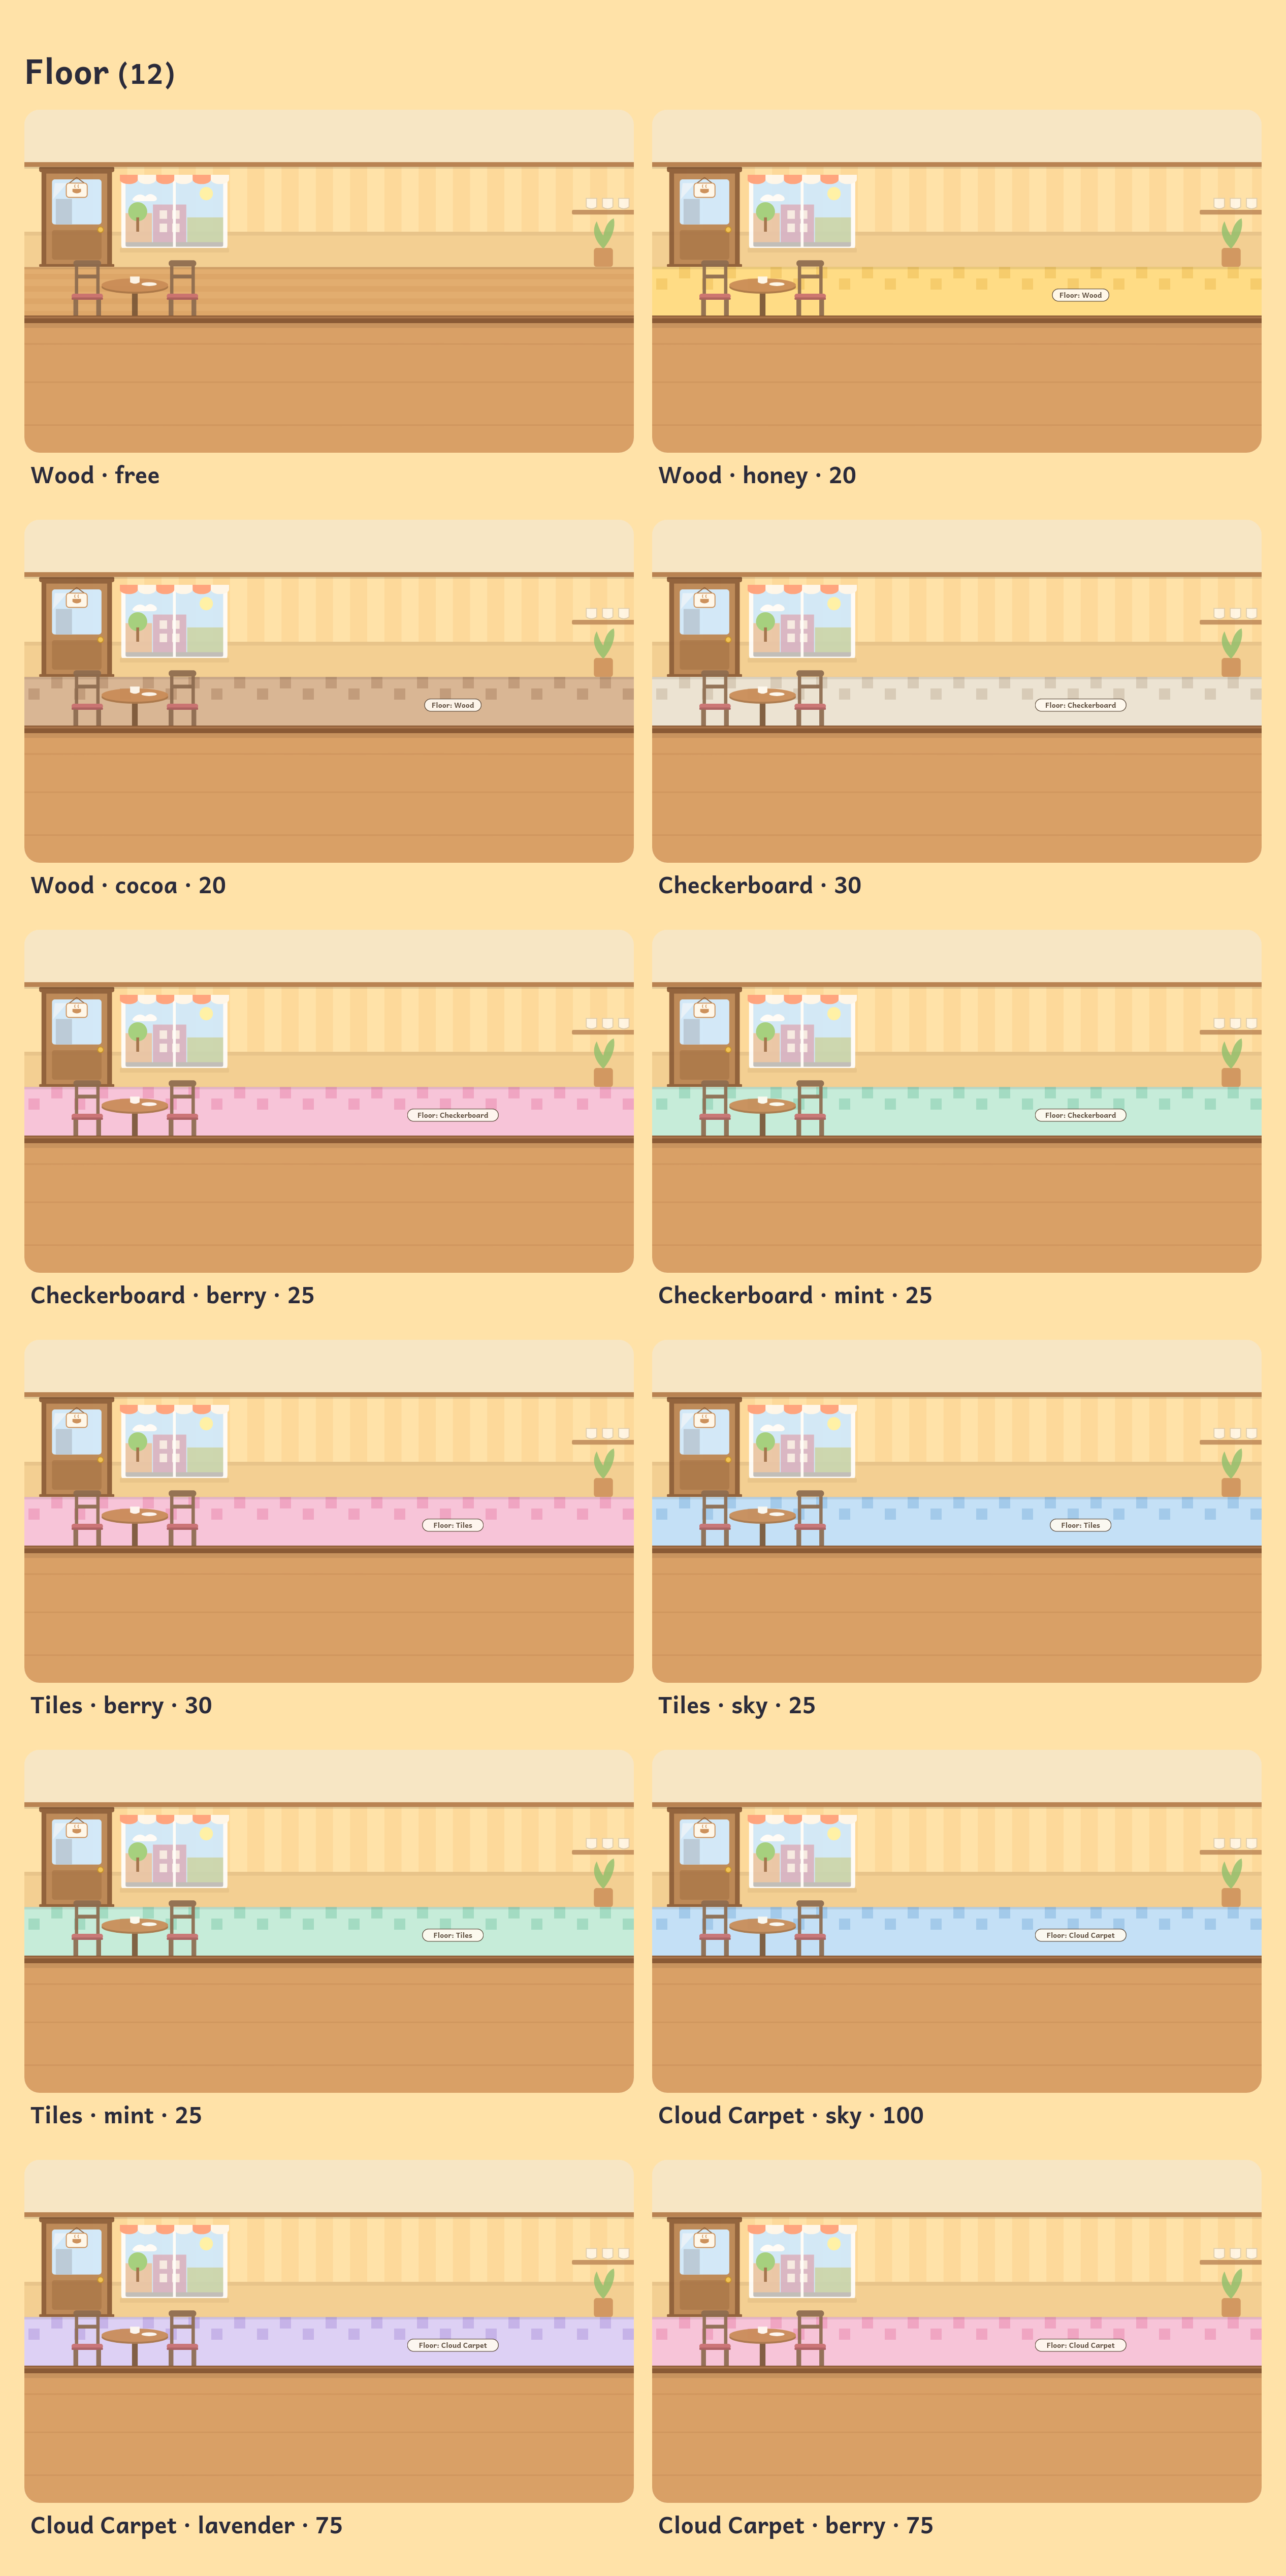 Floor (12)
Wood · free
Floor: Wood
Wood · honey · 20
Floor: Wood
Wood · cocoa · 20
Floor: Checkerboard
Checkerboard · 30
Floor: Checkerboard
Checkerboard · berry · 25
Floor: Checkerboard
Checkerboard · mint · 25
Floor: Tiles
Tiles · berry · 30
Floor: Tiles
Tiles · sky · 25
Floor: Tiles
Tiles · mint · 25
Floor: Cloud Carpet
Cloud Carpet · sky · 100
Floor: Cloud Carpet
Cloud Carpet · lavender · 75
Floor: Cloud Carpet
Cloud Carpet · berry · 75